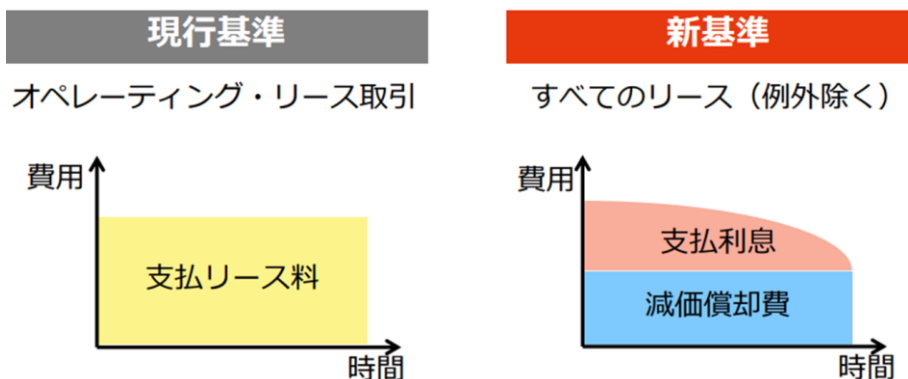 現行基準
オペレーティング・リース取引
費用
支払リース料
時間
新基準
すべてのリース（例外除く）
費用
支払利息
減価償却費
時間